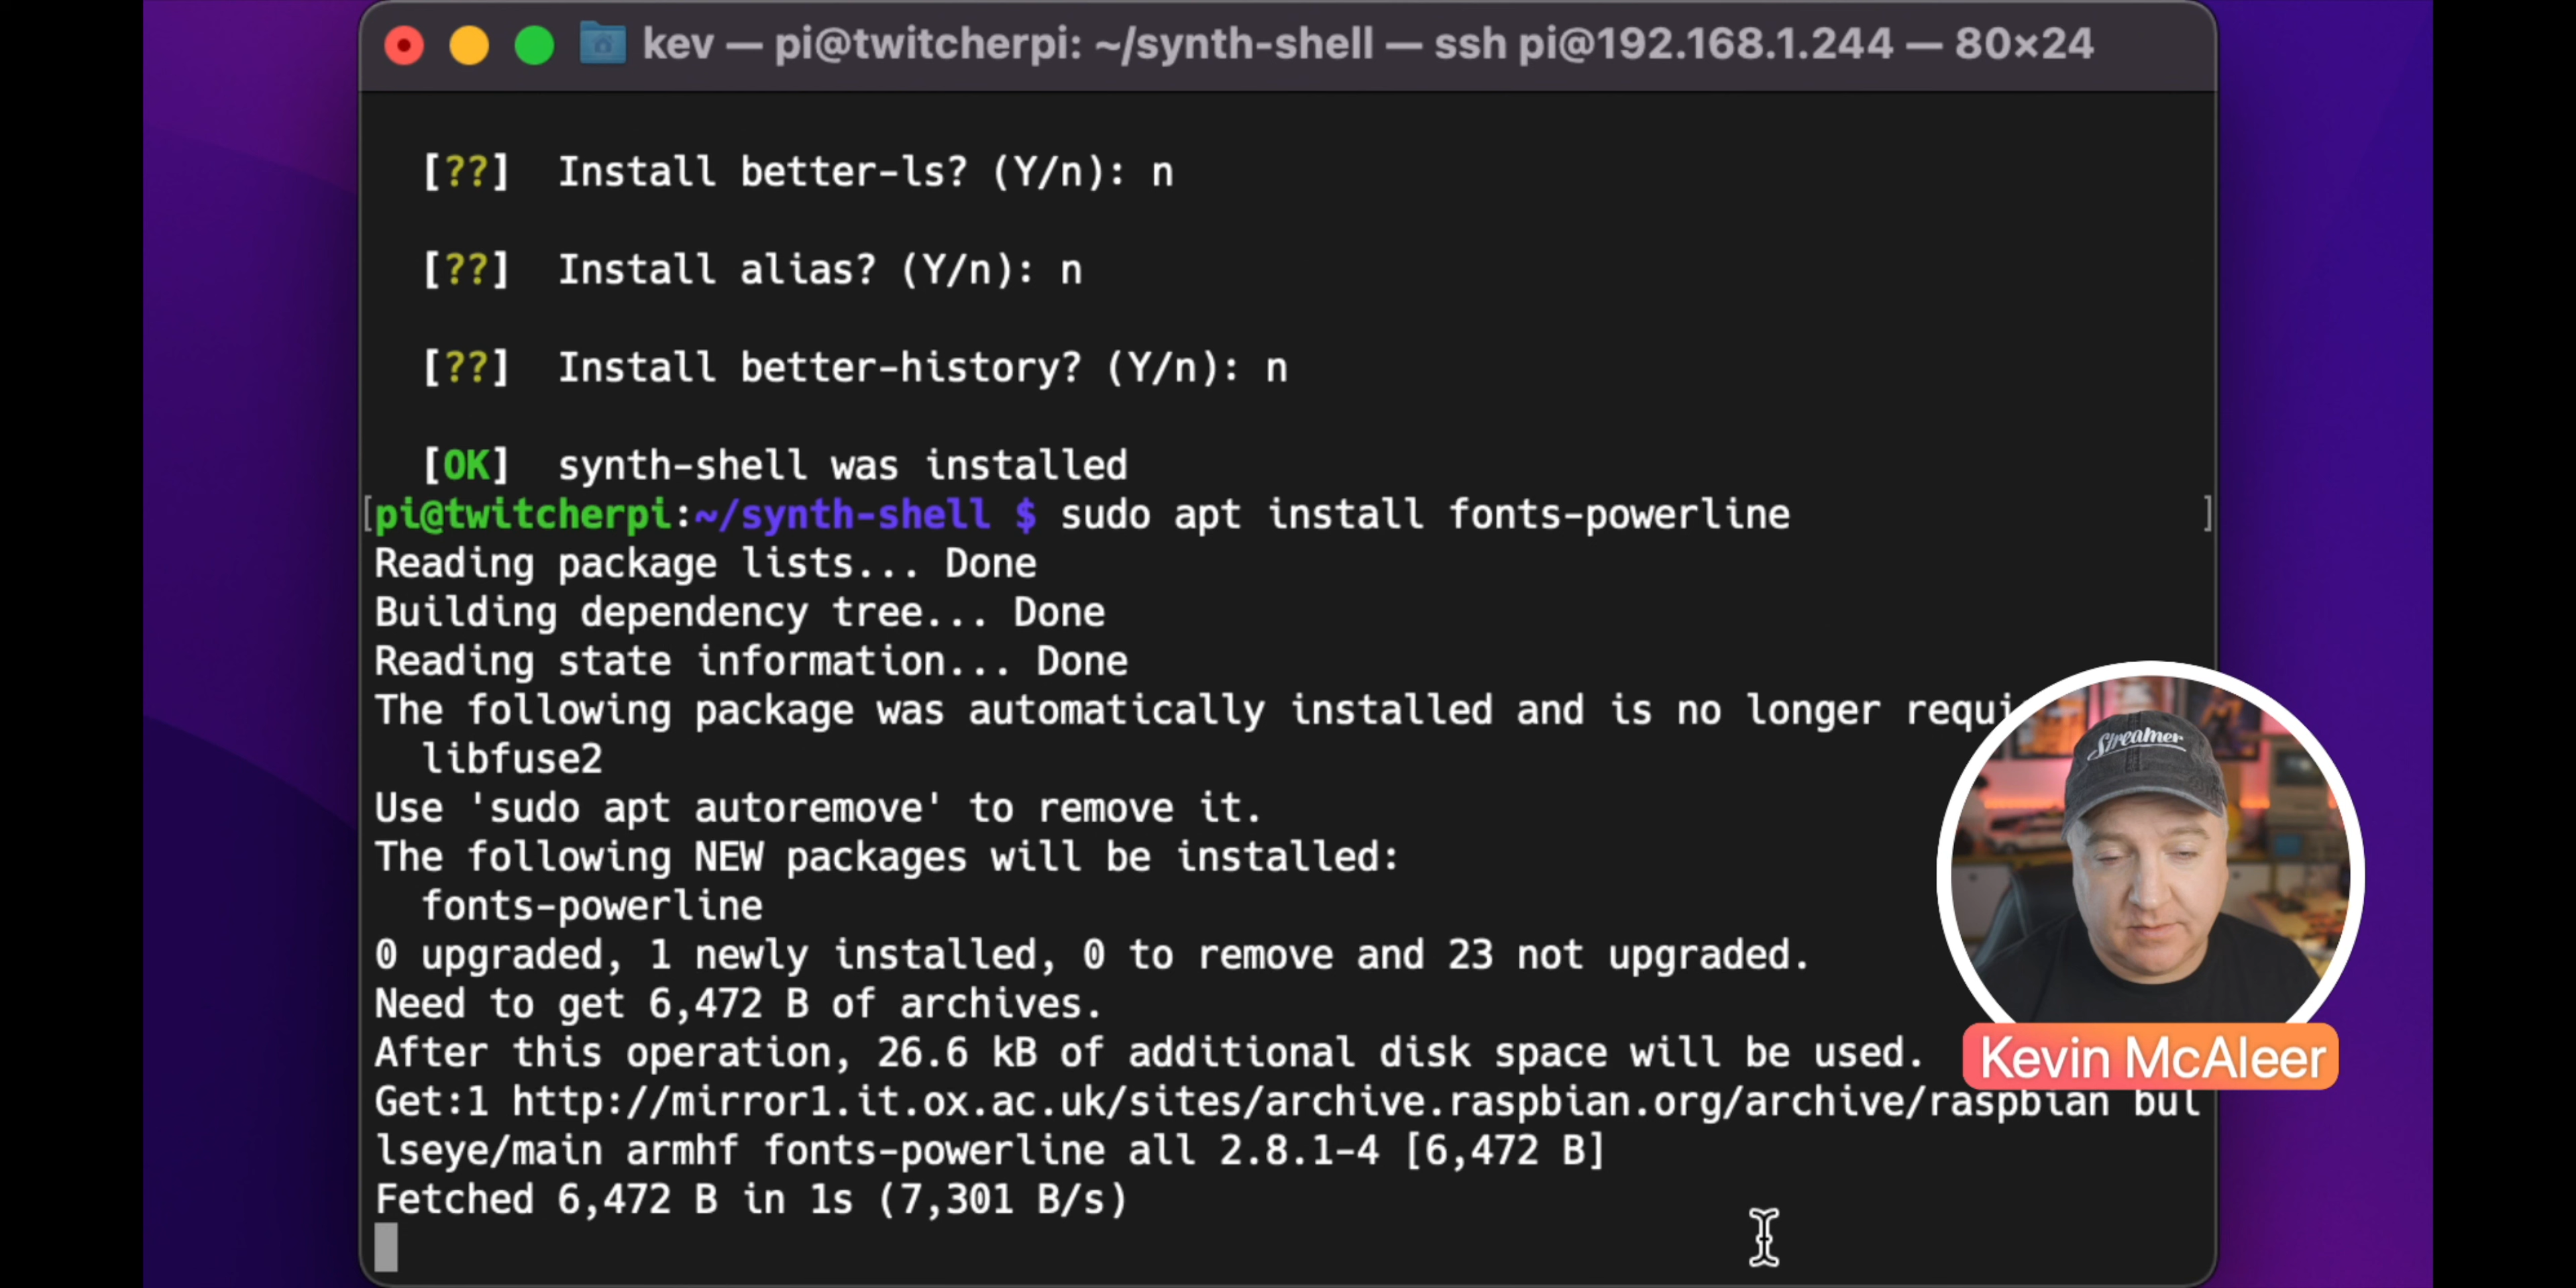 kev — pi@twitcherpi: ~/synth-shell — ssh pi@192.168.1.244 — 80×24
[??] Install better-ls? (Y/n): n
[??] Install alias? (Y/n): n
[??] Install better-history? (Y/n): n
[OK] synth-shell was installed
[pi@twitcherpi:~/synth-shell $ sudo apt install fonts-powerline ]
Reading package lists... Done
Building dependency tree... Done
Reading state information... Done
The following package was automatically installed and is no longer requi
libfuse2
Use 'sudo apt autoremove' to remove it.
The following NEW packages will be installed:
fonts-powerline
0 upgraded, 1 newly installed, 0 to remove and 23 not upgraded.
Need to get 6,472 B of archives.
After this operation, 26.6 kB of additional disk space will be used.
Get:1 http://mirror1.it.ox.ac.uk/sites/archive.raspbian.org/archive/raspbian bul
lseye/main armhf fonts-powerline all 2.8.1-4 [6,472 B]
Fetched 6,472 B in 1s (7,301 B/s)
Streamer
Kevin McAleer